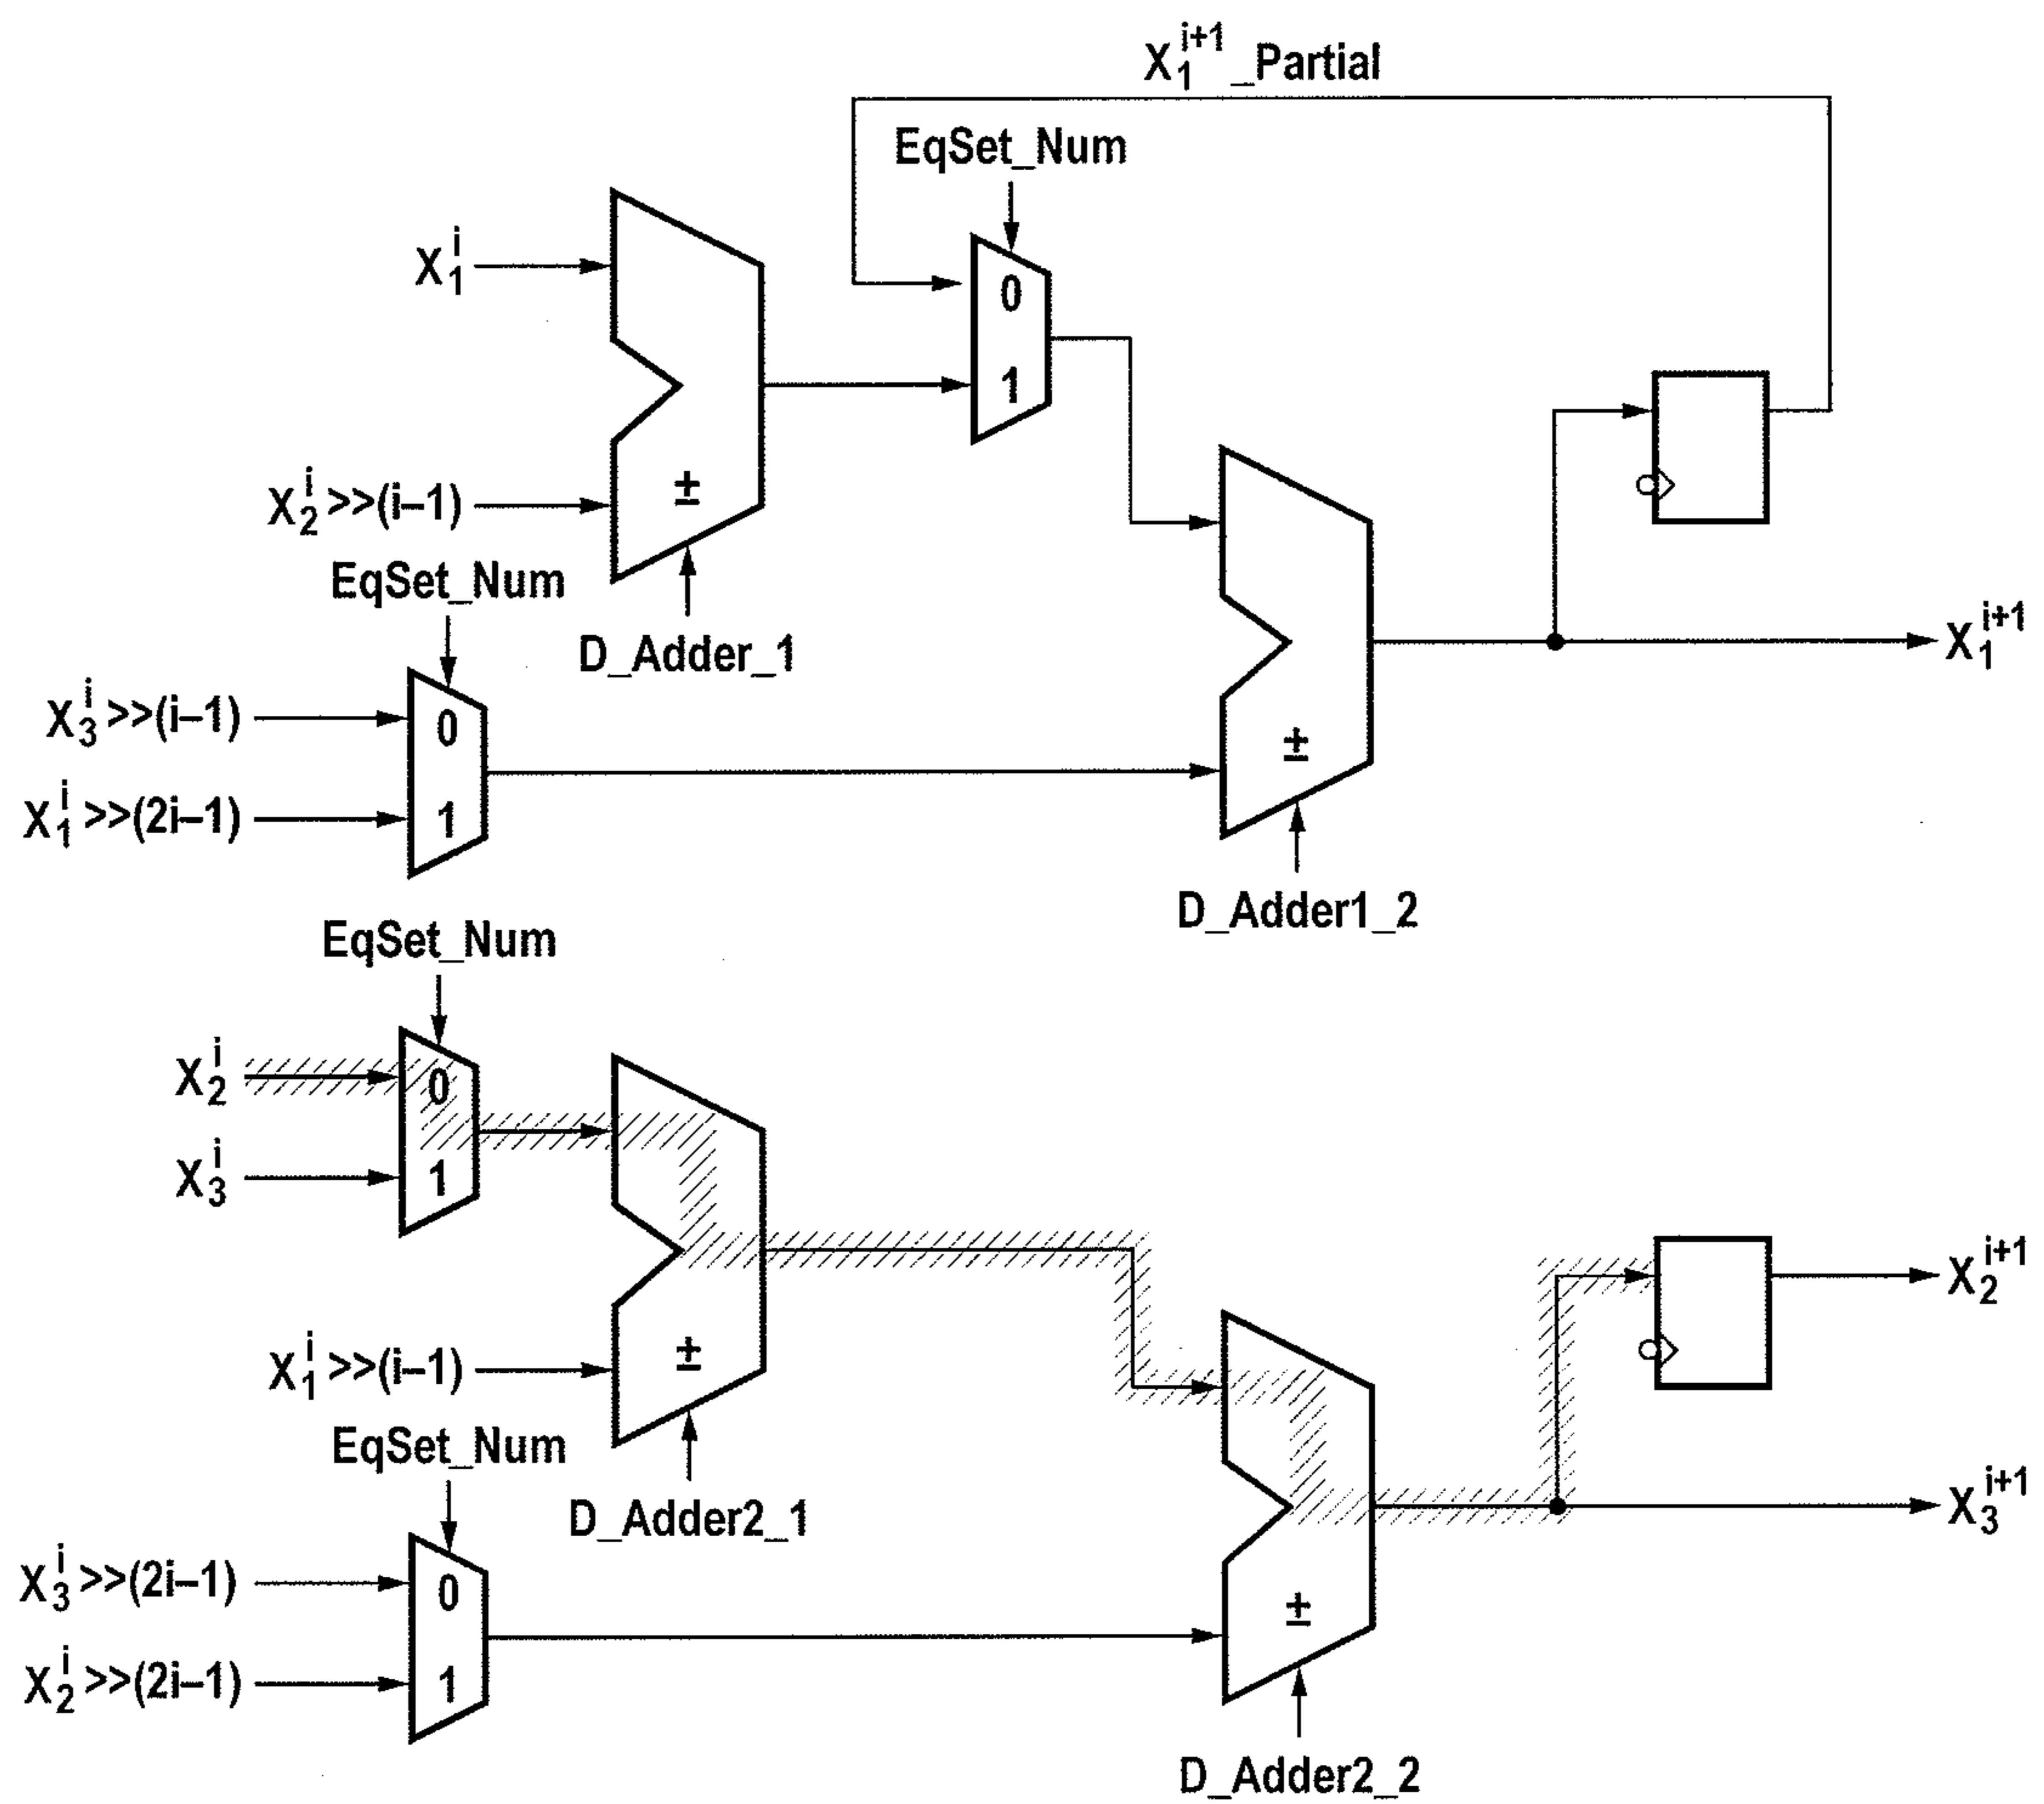 X₁ⁱ⁺¹_Partial
EqSet_Num
X₁ⁱ
0
1
X₂ⁱ>>(i–1)
±
EqSet_Num
D_Adder_1
X₃ⁱ>>(i–1)
0
X₁ⁱ>>(2i–1)
1
±
X₁ⁱ⁺¹
D_Adder1_2
EqSet_Num
X₂ⁱ
0
X₃ⁱ
1
X₁ⁱ>>(i–1)
±
X₂ⁱ⁺¹
EqSet_Num
D_Adder2_1
X₃ⁱ⁺¹
X₃ⁱ>>(2i–1)
0
X₂ⁱ>>(2i–1)
1
±
D_Adder2_2